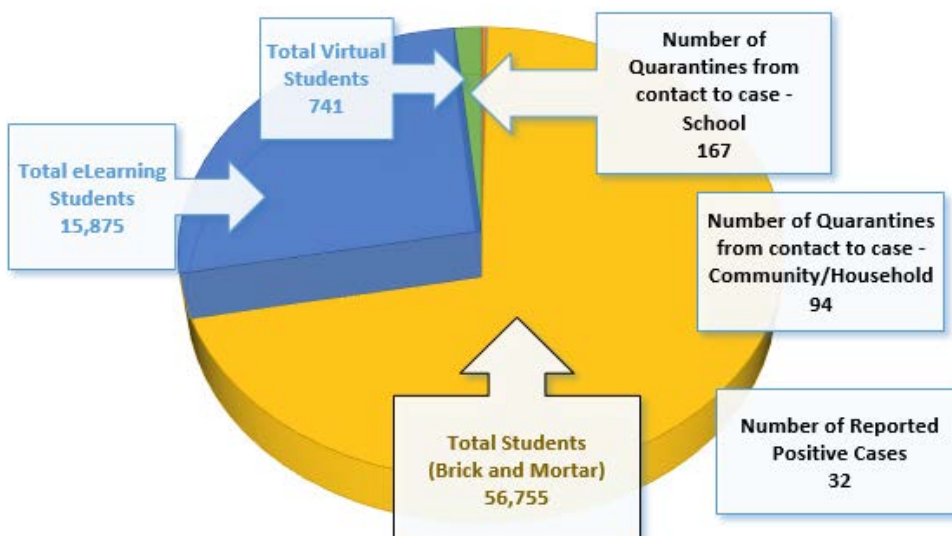 Total Virtual
Students
741
Number of
Quarantines from
contact to case -
School
167
Total eLearning
Students
15,875
Number of Quarantines
from contact to case -
Community/Household
94
Total Students
(Brick and Mortar)
56,755
Number of Reported
Positive Cases
32